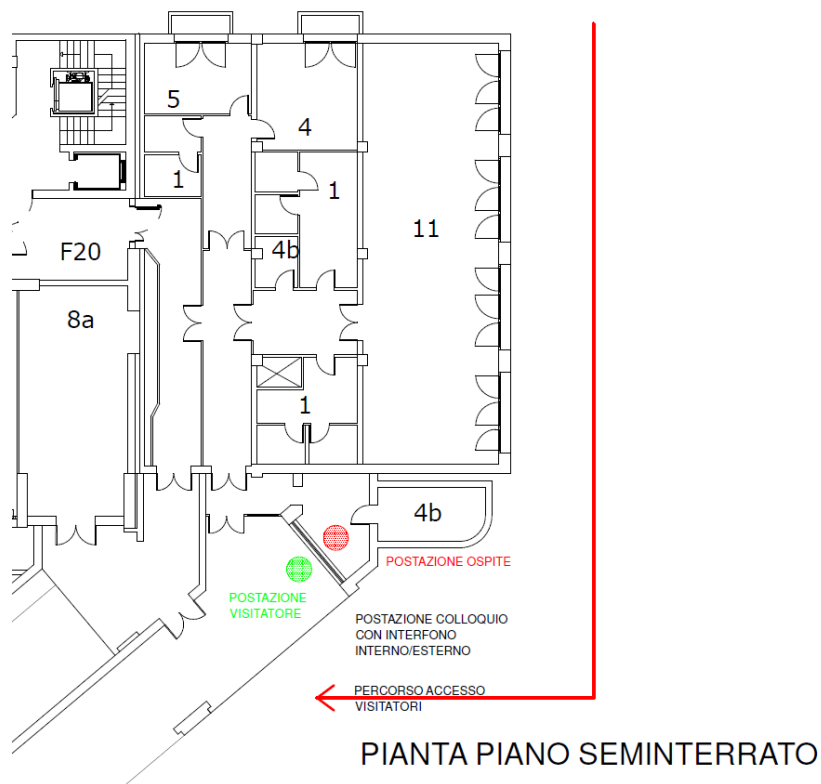 5
4
1
1
11
F20
4b
8a
1
4b
POSTAZIONE OSPITE
POSTAZIONE
VISITATORE
POSTAZIONE COLLOQUIO
CON INTERFONO
INTERNO/ESTERNO
PERCORSO ACCESSO
VISITATORI
PIANTA PIANO SEMINTERRATO